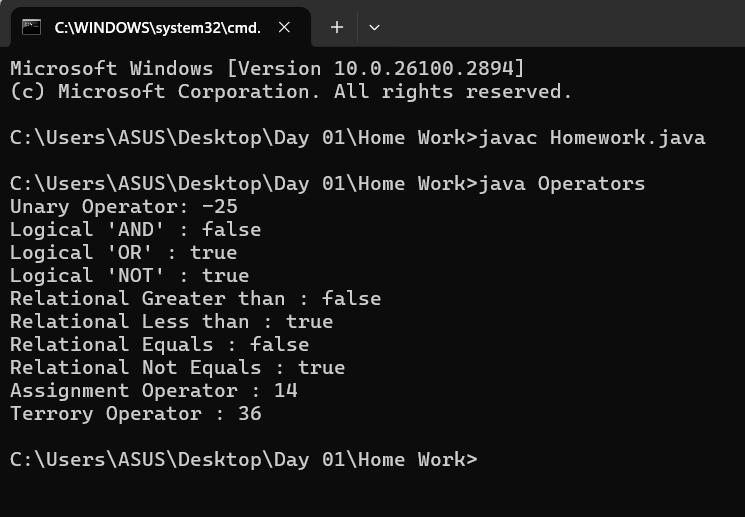 C:\WINDOWS\system32\cmd.
Microsoft Windows [Version 10.0.26100.2894]
(c) Microsoft Corporation. All rights reserved.
C:\Users\ASUS\Desktop\Day 01\Home Work>javac Homework.java
C:\Users\ASUS\Desktop\Day 01\Home Work>java Operators
Unary Operator: -25
Logical 'AND' : false
Logical 'OR' : true
Logical 'NOT' : true
Relational Greater than : false
Relational Less than : true
Relational Equals : false
Relational Not Equals : true
Assignment Operator : 14
Terrory Operator : 36
C:\Users\ASUS\Desktop\Day 01\Home Work>